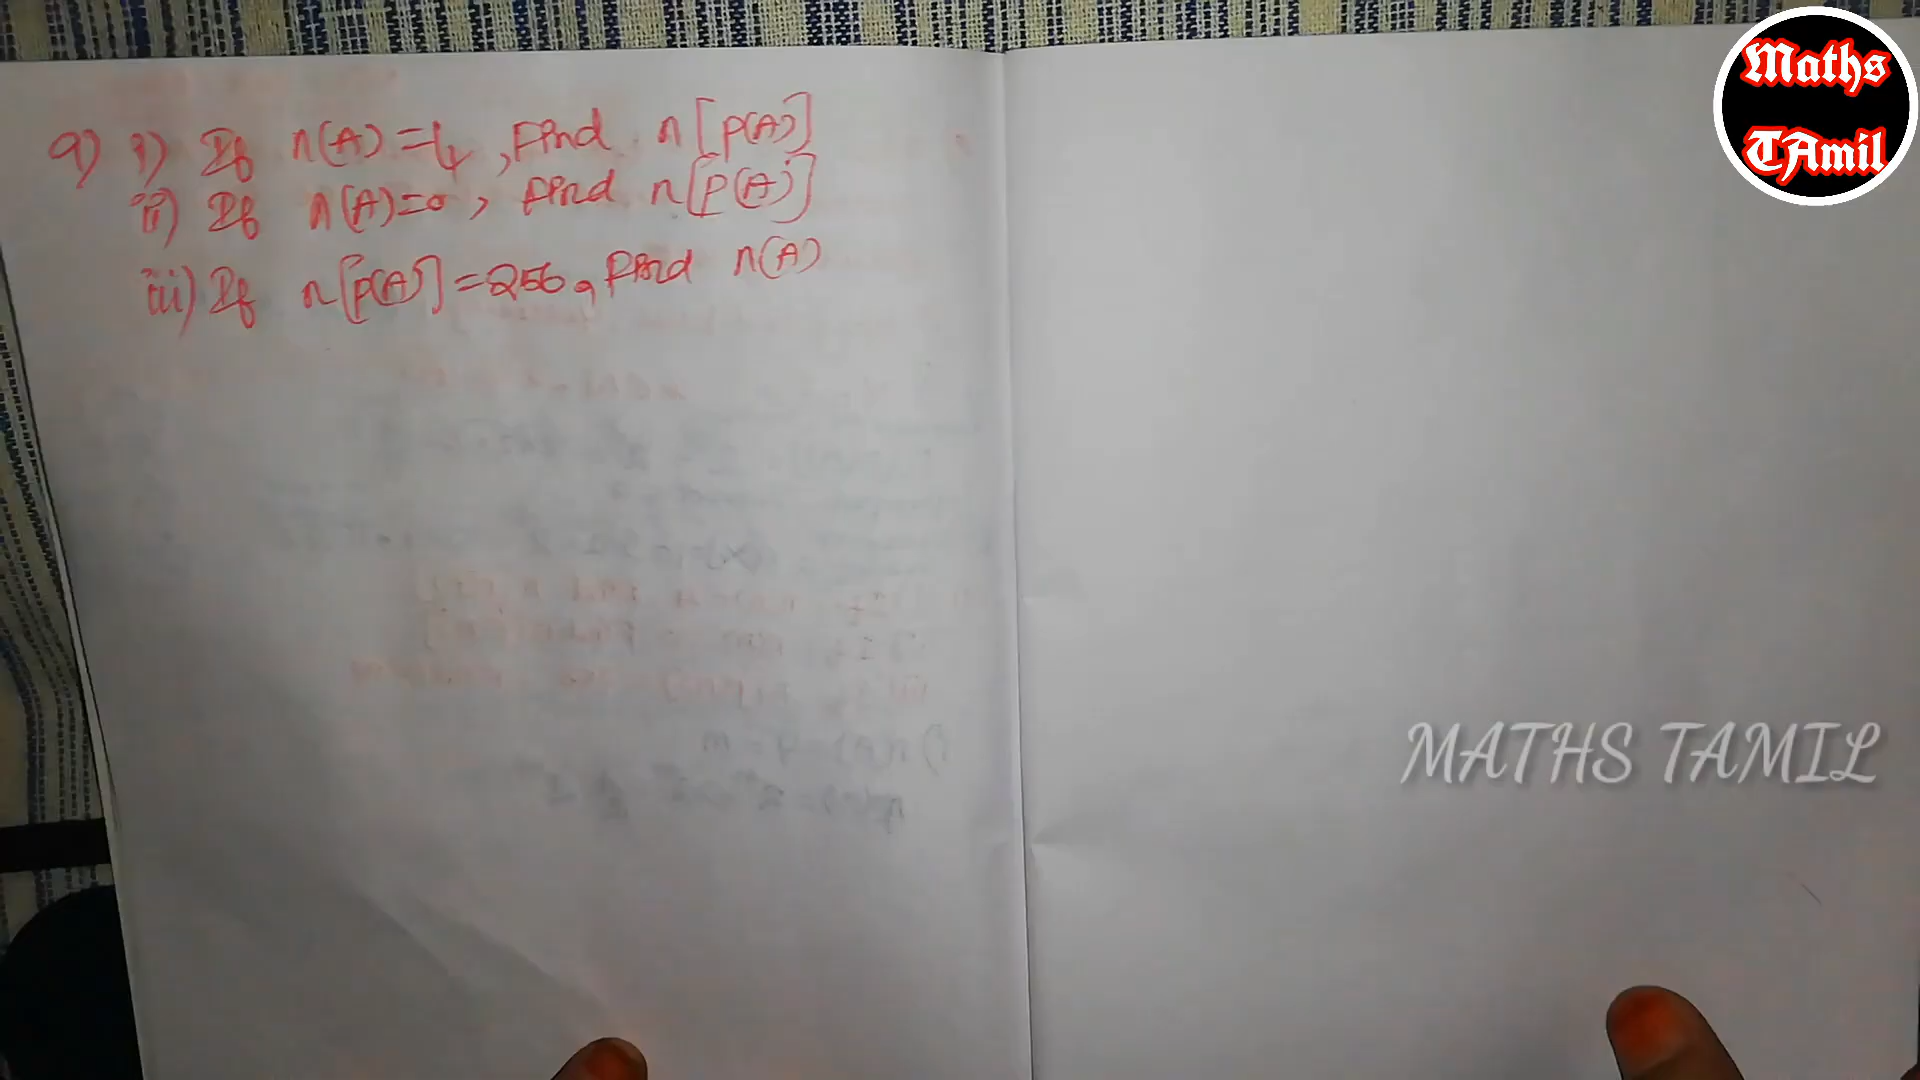 9) i) If n(A)=4, Find n[P(A)]
ii) If n(A)=0, Find n[P(A)]
iii) If n[P(A)]=256, Find n(A)
Maths
TAmil
MATHS TAMIL